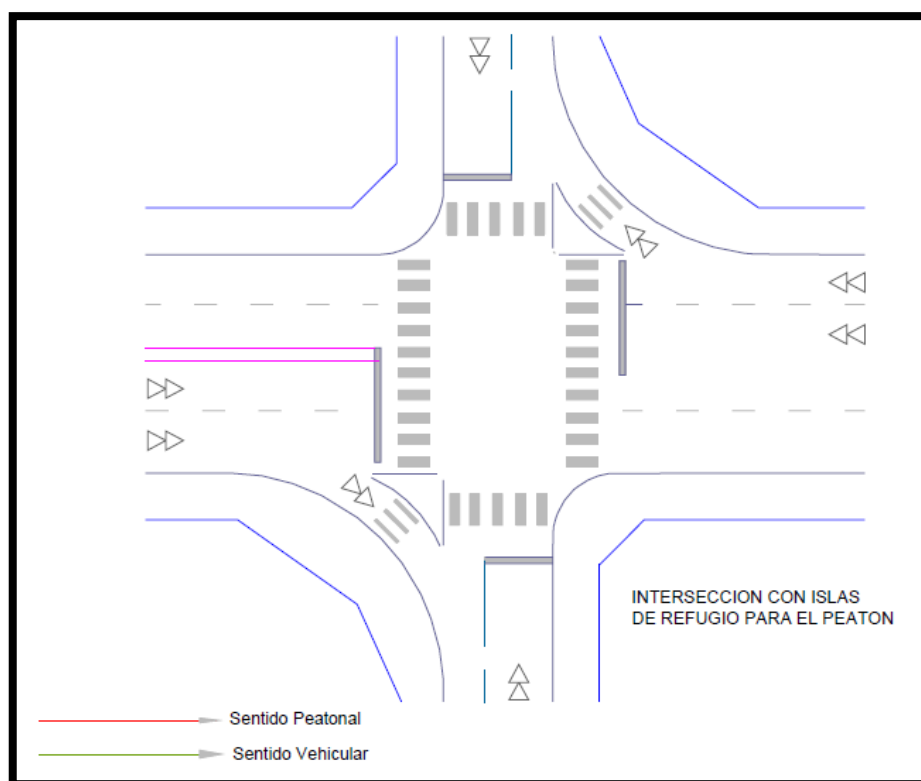 INTERSECCION CON ISLAS
DE REFUGIO PARA EL PEATON
Sentido Peatonal
Sentido Vehicular